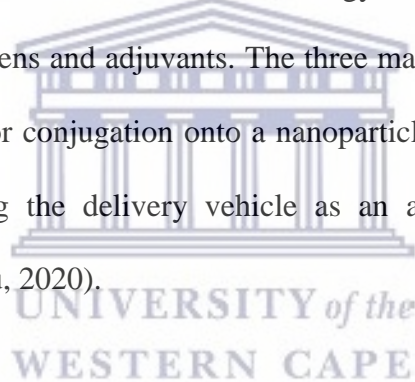 gy
ens and adjuvants. The three ma
or conjugation onto a nanoparticl
g the delivery vehicle as an a
u, 2020).
UNIVERSITY of the
WESTERN CAPE